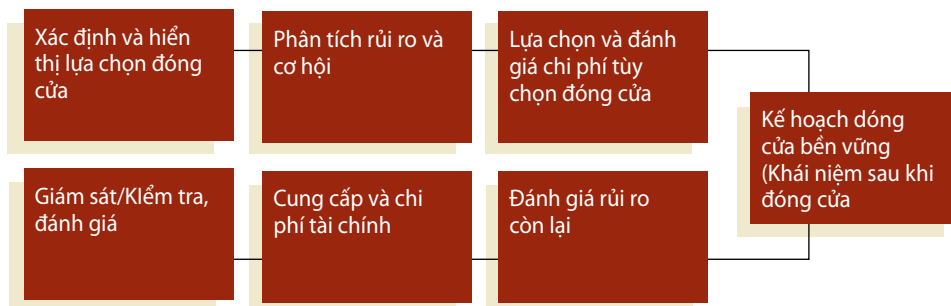 Xác định và hiển
thị lựa chọn đóng
cửa
Phân tích rủi ro và
cơ hội
Lựa chọn và đánh
giá chi phí tùy
chọn đóng cửa
Kế hoạch dóng
cửa bền vững
(Khái niệm sau khi
đóng cửa
Giám sát/KIểm tra,
đánh giá
Cung cấp và chi
phí tài chính
Đánh giá rủi ro
còn lại